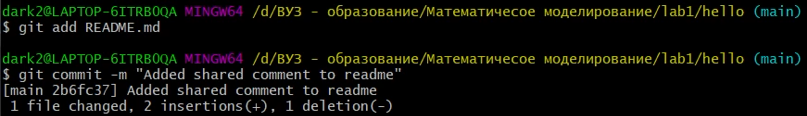 dark2@LAPTOP-6ITRB0QA MINGW64 /d/ВУЗ - образование/Математичесое моделирование/lab1/hello (main)
$ git add README.md
dark2@LAPTOP-6ITRB0QA MINGW64 /d/ВУЗ - образование/Математичесое моделирование/lab1/hello (main)
$ git commit -m "Added shared comment to readme"
[main 2b6fc37] Added shared comment to readme
1 file changed, 2 insertions(+), 1 deletion(-)